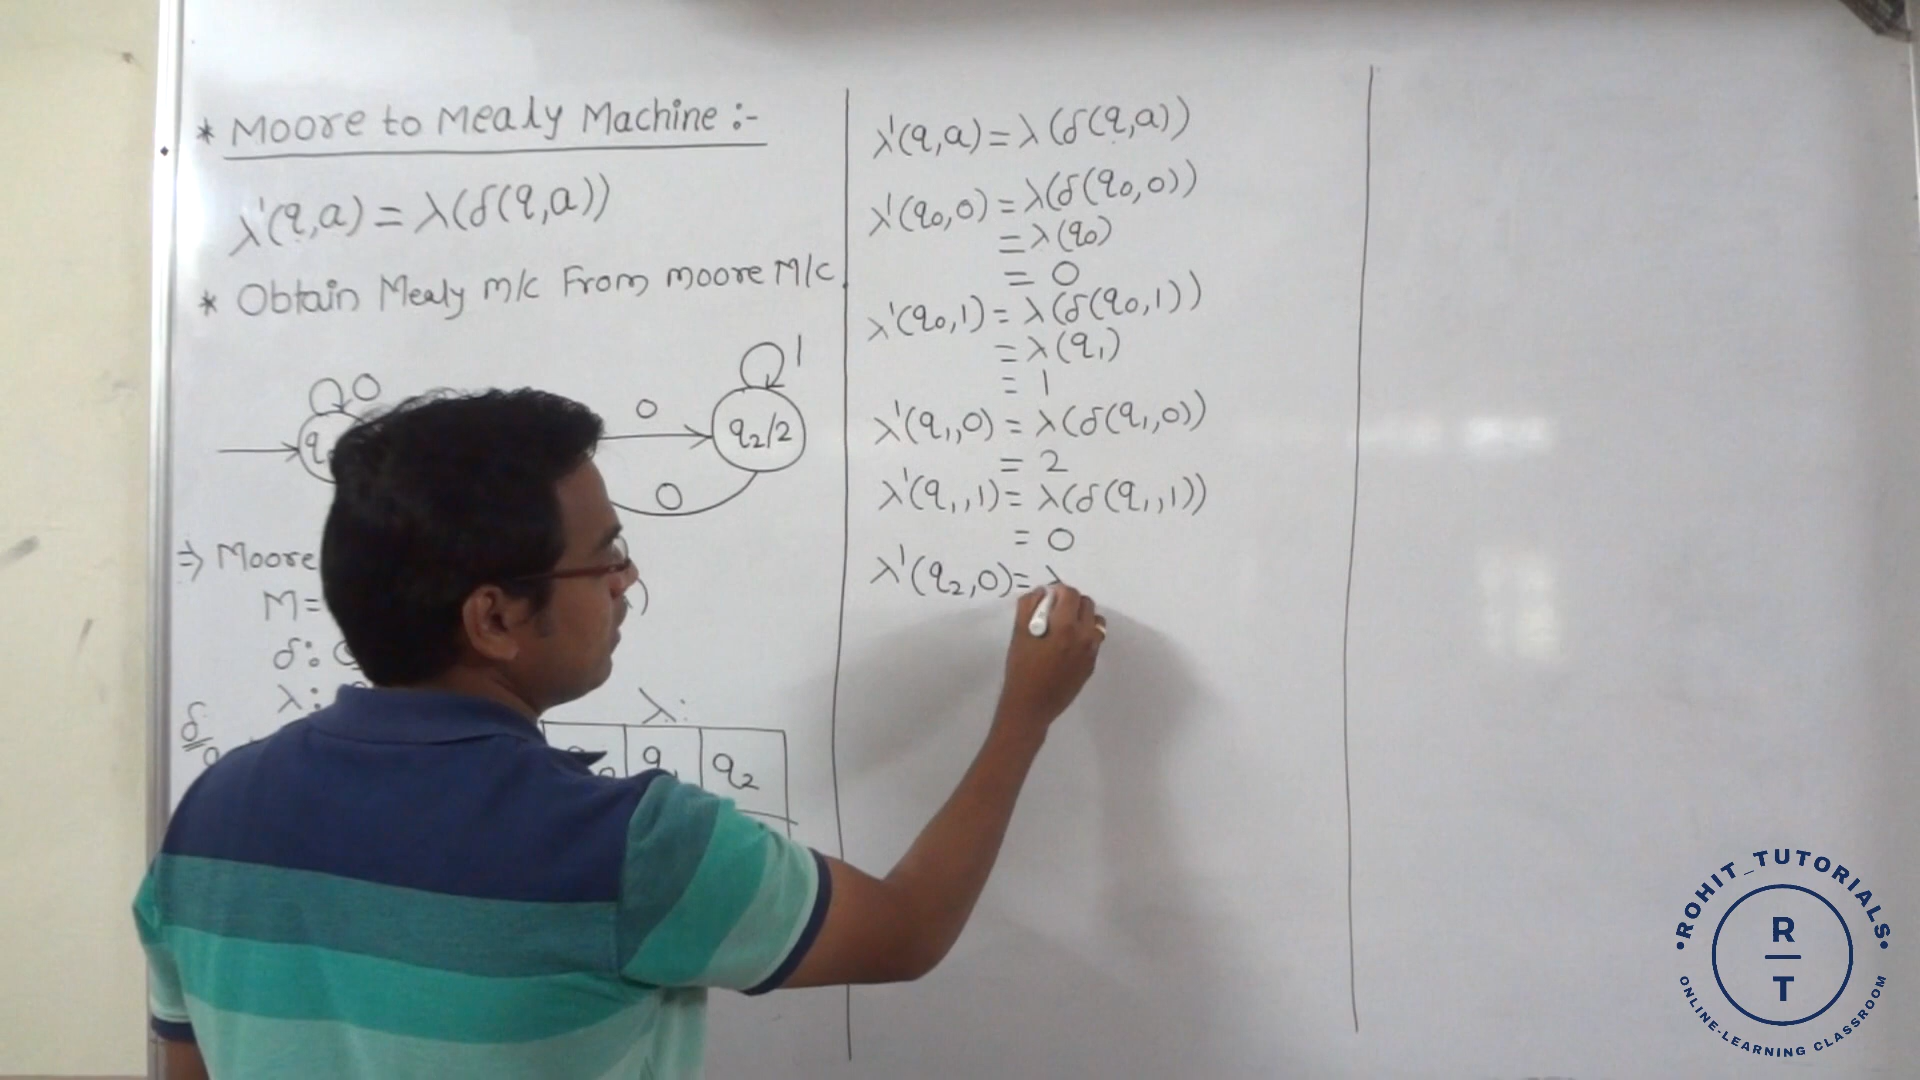 * Moore to Mealy Machine :-
λ'(q,a) = λ(δ(q,a))
* Obtain Mealy m/c From moore M/c
0
1
0
q₂/2
0
⇒ Moore
M=
δ:
λ:
λ:
q₂
λ'(q,a) = λ(δ(q,a))
λ'(q₀,0) = λ(δ(q₀,0))
= λ(q₀)
= 0
λ'(q₀,1) = λ(δ(q₀,1))
= λ(q₁)
= 1
λ'(q₁,0) = λ(δ(q₁,0))
= 2
λ'(q₁,1) = λ(δ(q₁,1))
= 0
λ'(q₂,0) = λ
ROHIT_TUTORIALS
R
T
ONLINE-LEARNING CLASSROOM